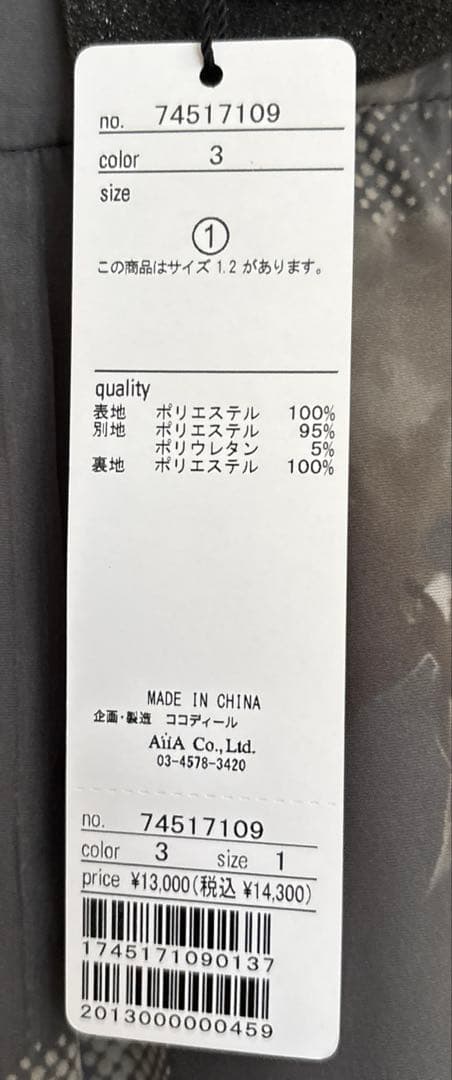 no. 74517109
color 3
size
①
この商品はサイズ 1.2 があります。
quality
表地 ポリエステル 100%
別地 ポリエステル 95%
ポリウレタン 5%
裏地 ポリエステル 100%
MADE IN CHINA
企画・製造 ココディール
AïiA Co.,Ltd.
03-4578-3420
no. 74517109
color 3 size 1
price ¥13,000(税込 ¥14,300)
1745171090137
2013000000459